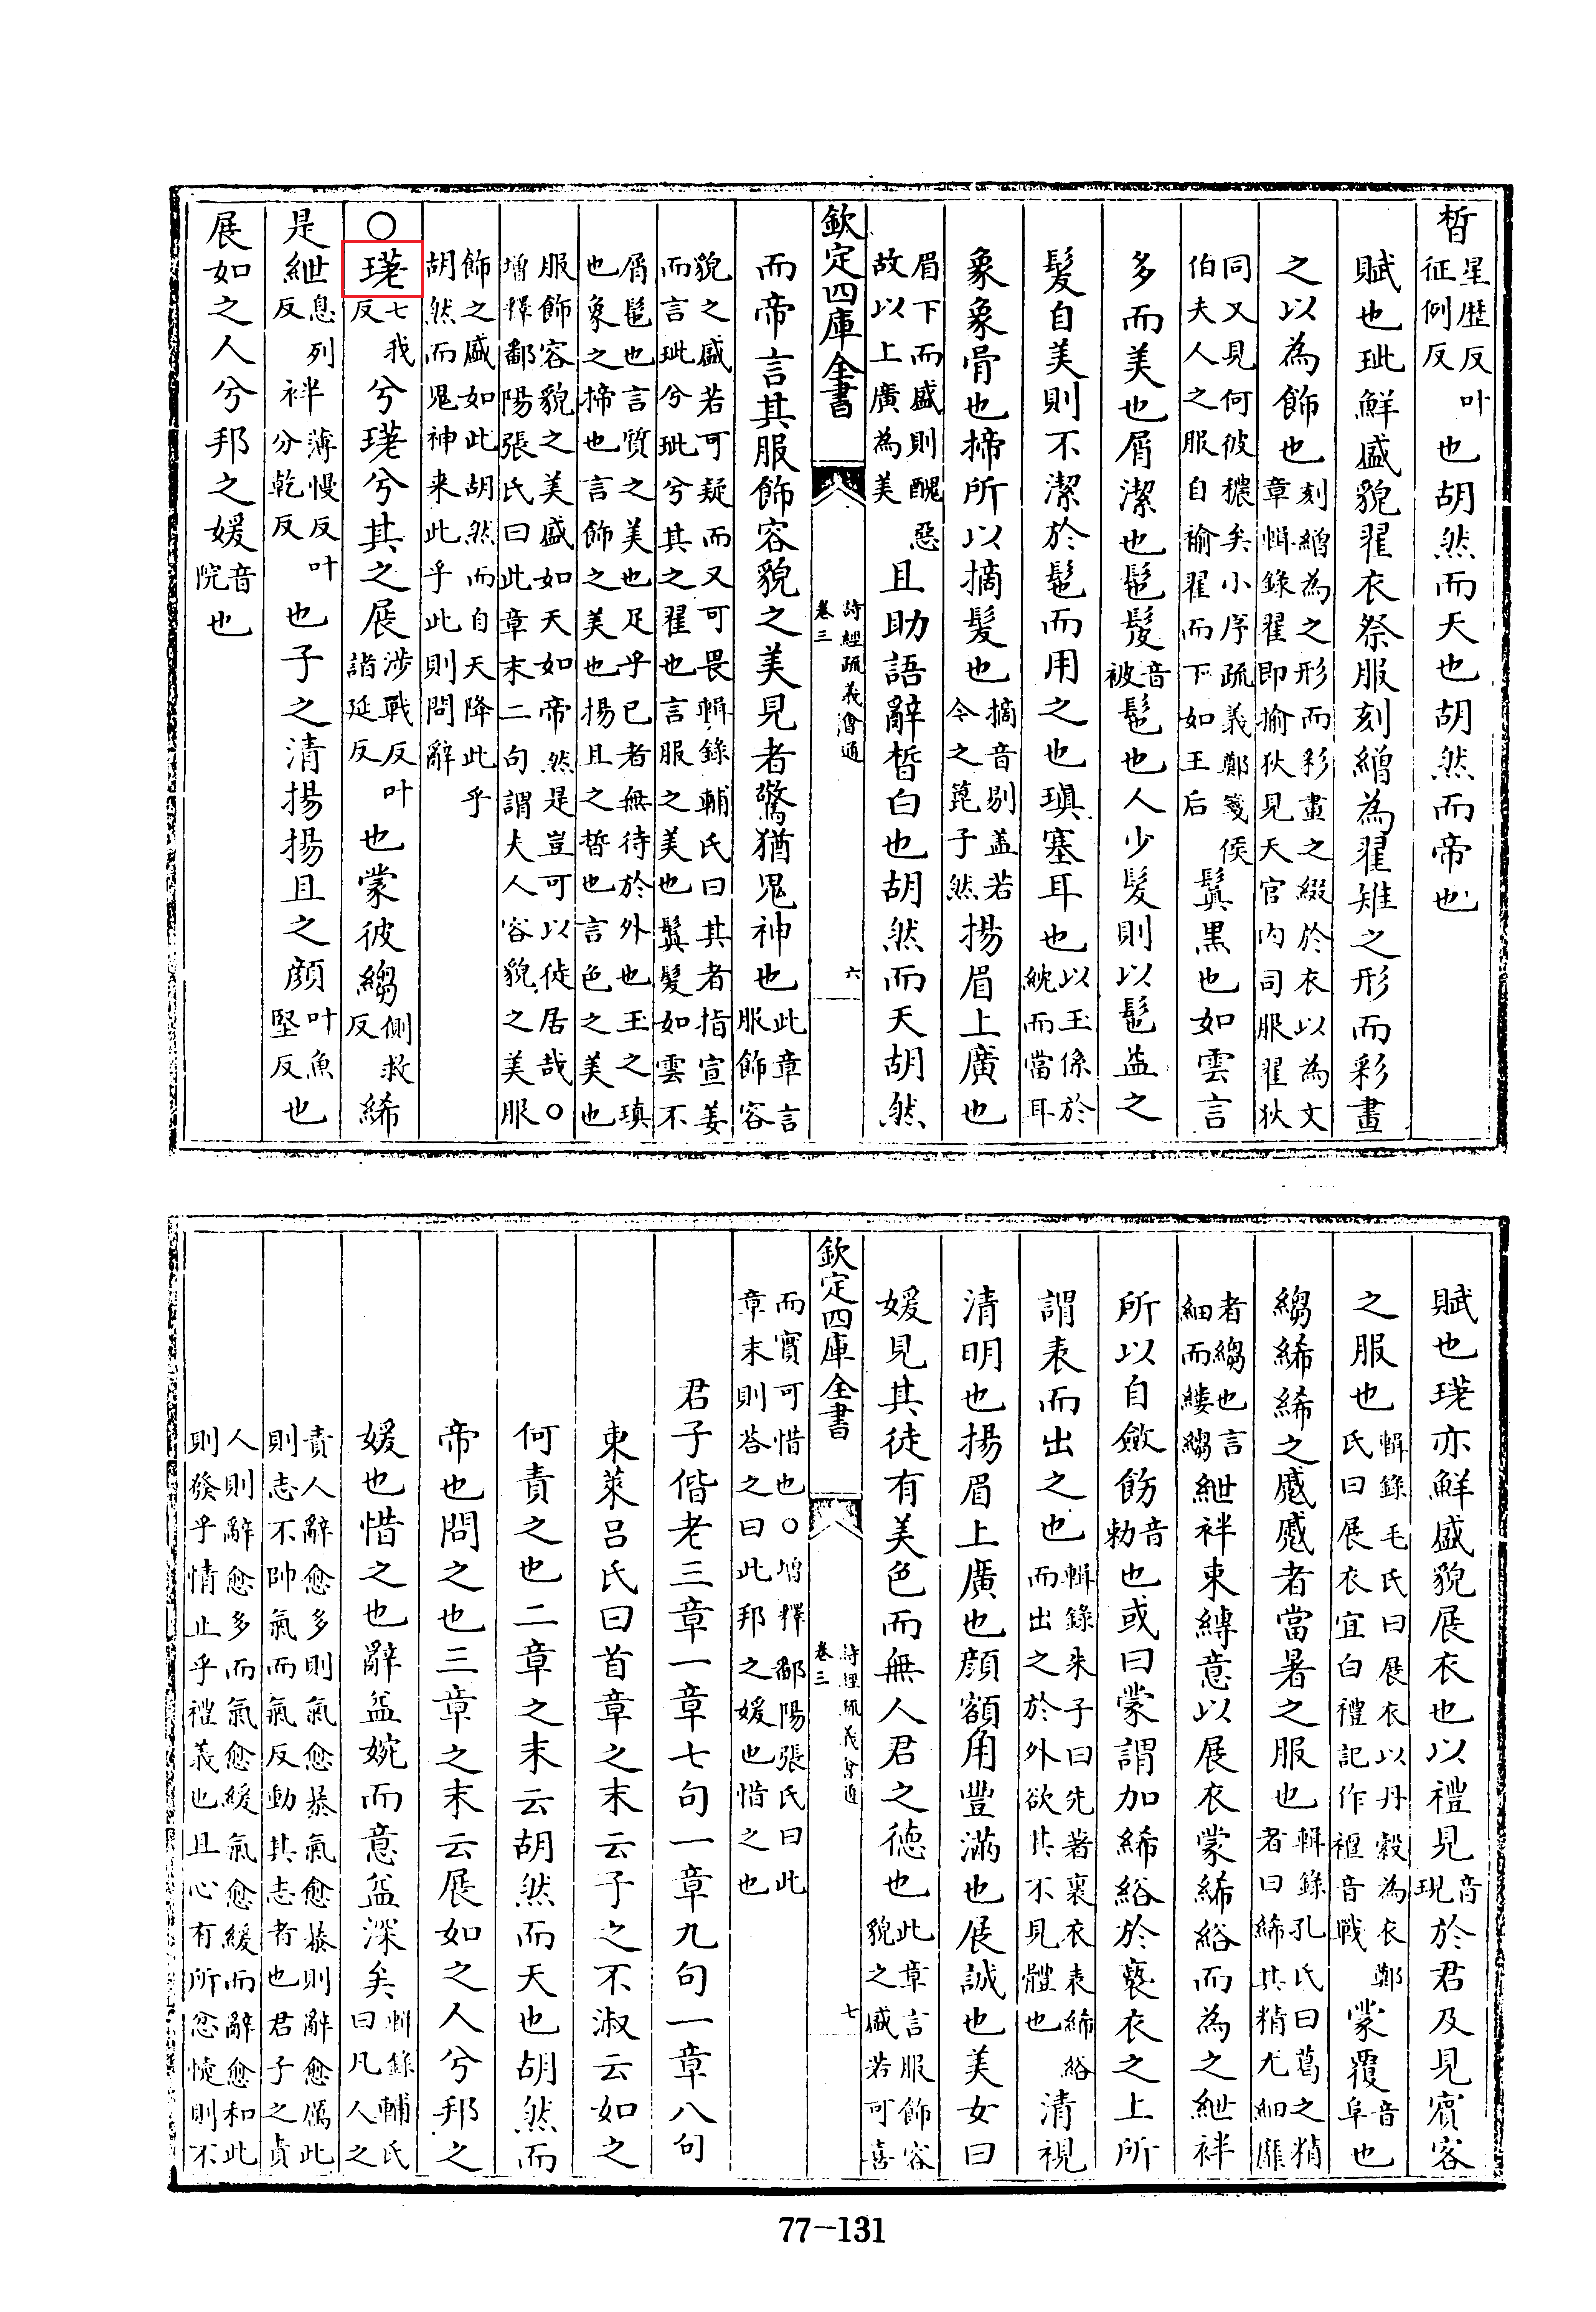 晳星歴反叶征例反也胡然而天也胡然而帝也
賦也玼鮮盛貌翟衣祭服刻繒為翟雉之形而彩畫
之以為飾也刻繒為之形而彩畫之綴於衣以為文章輯錄翟即揄狄見天官内司服翟狄
同又見何彼穠矣小序疏義鄭箋侯伯夫人之服自褕翟而下如王后鬒黒也如雲言
多而美也屑潔也髢髲音被髢也人少髮則以髢益之
髮自美則不潔於髢而用之也瑱塞耳也以玉係於紞而當耳
象象骨也揥所以摘髮也摘音剔盖若今之箆子然揚眉上廣也
眉下而盛則醜惡故以上廣為美且助語辭晳白也胡然而天胡然
欽定四庫全書 詩經疏義會通 卷三 六
而帝言其服飾容貌之美見者驚猶鬼神也此章言服飾容
貌之盛若可疑而又可畏輯錄輔氏曰其者指宣姜而言玼兮玼兮其之翟也言服之美也鬒髮如雲不
屑髢也言質之美也足乎已者無待於外也玉之瑱也象之揥也言飾之美也揚且之晳也言色之美也
服飾容貌之美盛如天如帝然是豈可以徒居哉○增釋鄱陽張氏曰此章末二句謂夫人容貌之美服
飾之盛如此胡然而自天降此乎胡然而鬼神来此乎此則問辭
○瑳七我反兮瑳兮其之展涉戰反叶諸延反也蒙彼縐側救反絺
是紲息列反袢薄慢反叶分乾反也子之清揚揚且之顔叶魚堅反也
展如之人兮邦之媛音院也
賦也瑳亦鮮盛貌展衣也以禮見音現於君及見賓客
之服也輯錄毛氏曰展衣以丹縠為衣鄭氏曰展衣宜白禮記作襢音戰蒙覆音阜也
縐絺絺之蹙蹙者當暑之服也輯錄孔氏曰葛之精者曰絺其精尤細靡
者縐也言細而縷縐紲袢束縛意以展衣蒙絺綌而為之紲袢
所以自斂飭音勅也或曰蒙謂加絺綌於褻衣之上所
謂表而出之也輯錄朱子曰先著裏衣表絺綌而出之於外欲其不見體也清視
清明也揚眉上廣也顔額角豐滿也展誠也美女曰
媛見其徒有美色而無人君之德也此章言服飾容貌之盛若可喜
欽定四庫全書 詩經疏義會通 卷三 七
而實可惜也○增釋鄱陽張氏曰此章末則荅之曰此邦之媛也惜之也
君子偕老三章一章七句一章九句一章八句
東萊呂氏曰首章之末云子之不淑云如之
何責之也二章之末云胡然而天也胡然而
帝也問之也三章之末云展如之人兮邦之
媛也惜之也辭益婉而意益深矣輯錄輔氏曰凡人之
責人辭愈多則氣愈暴氣愈暴則辭愈厲此則志不帥氣而氣反動其志者也君子之責
人則辭愈多而氣愈緩氣愈緩而辭愈和此則發乎情止乎禮義也且心有所忿懥則不